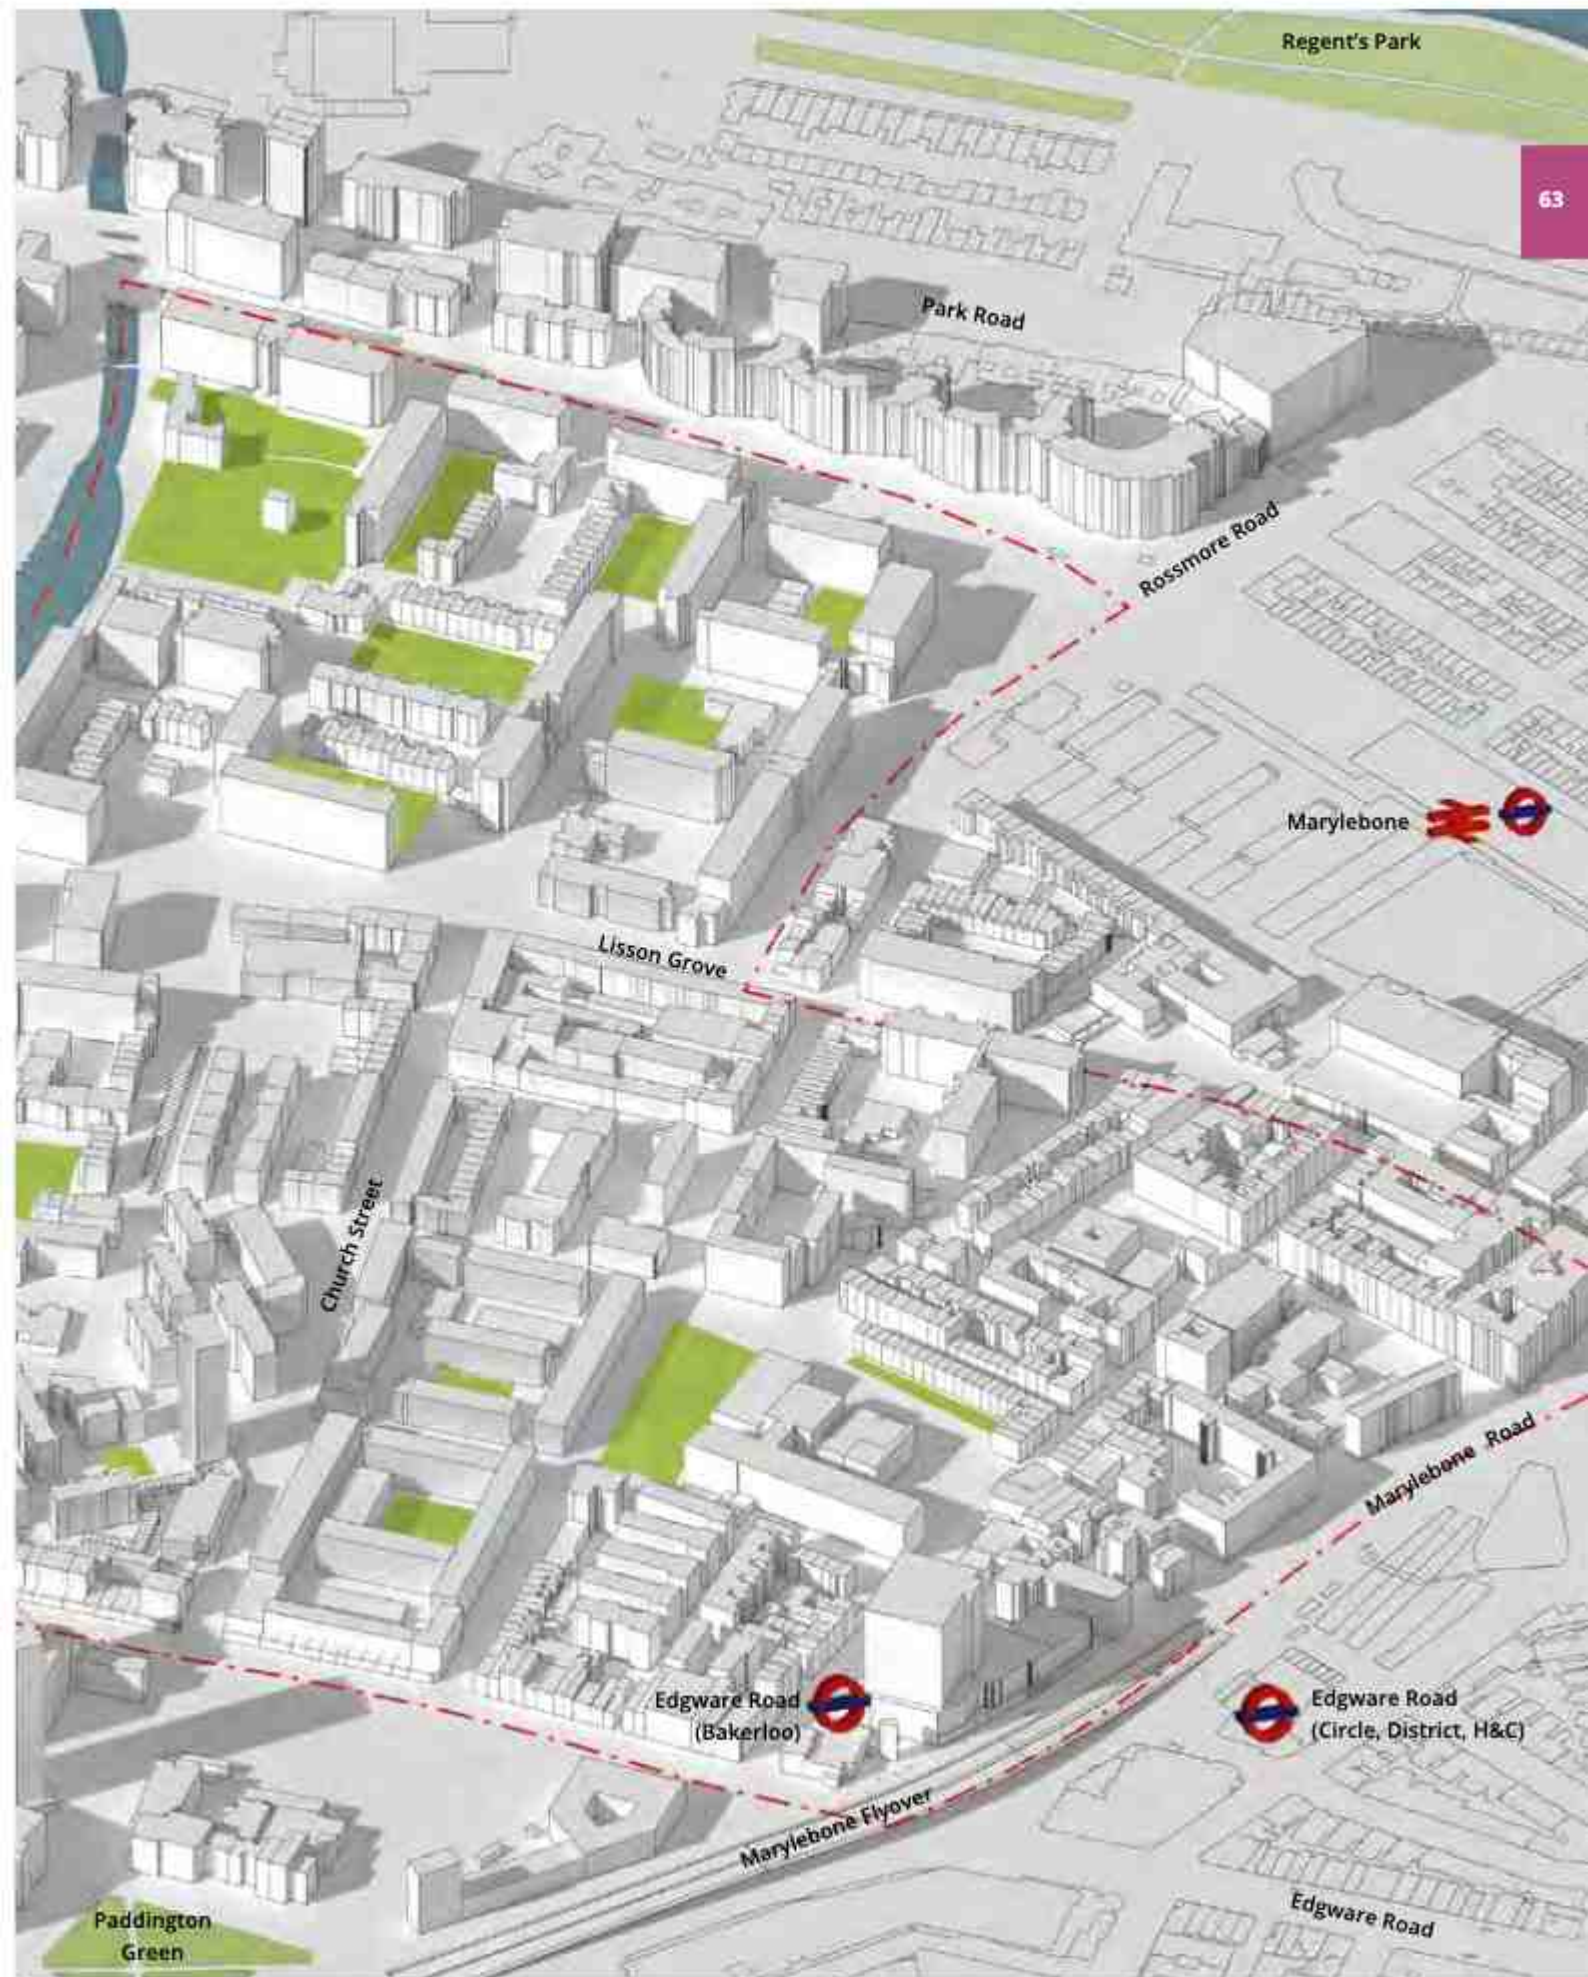 Regent's Park
63
Park Road
Rossmore Road
Marylebone
Lisson Grove
Church Street
Marylebone Road
Edgware Road
(Bakerloo)
Edgware Road
(Circle, District, H&C)
Marylebone Flyover
Edgware Road
Paddington
Green